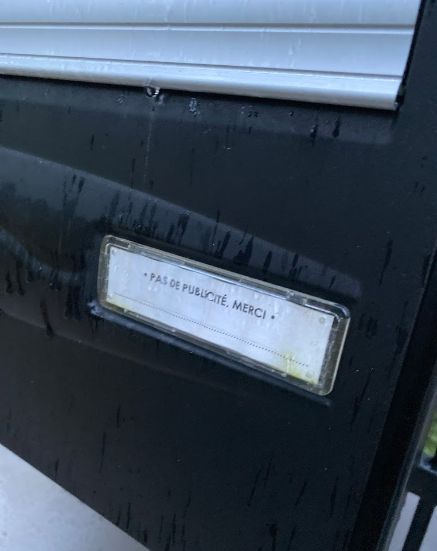 • PAS DE PUBLICITÉ, MERCI •